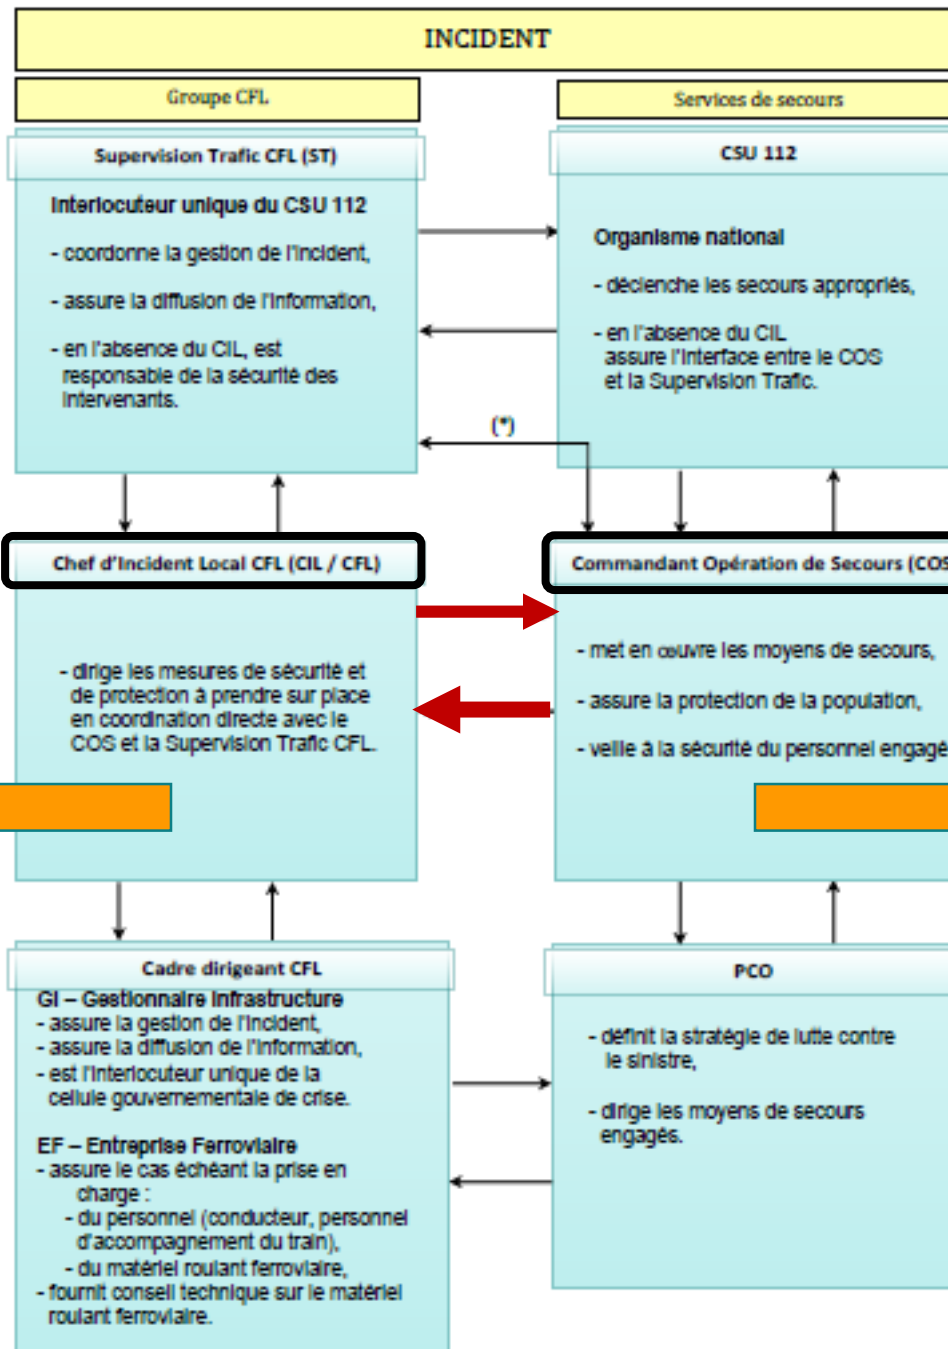 INCIDENT
Groupe CFL
Services de secours
Supervision Trafic CFL (ST)
Interlocuteur unique du CSU 112
- coordonne la gestion de l'incident,
- assure la diffusion de l'information,
- en l'absence du CIL, est
responsable de la sécurité des
intervenants.
CSU 112
Organisme national
- déclenche les secours appropriés,
- en l'absence du CIL
assure l'interface entre le COS
et la Supervision Trafic.
(*)
Chef d'Incident Local CFL (CIL / CFL)
- dirige les mesures de sécurité et
de protection à prendre sur place
en coordination directe avec le
COS et la Supervision Trafic CFL.
Commandant Opération de Secours (COS
- met en œuvre les moyens de secours,
- assure la protection de la population,
- veille à la sécurité du personnel engagé
Cadre dirigeant CFL
GI – Gestionnaire Infrastructure
- assure la gestion de l'incident,
- assure la diffusion de l'information,
- est l'interlocuteur unique de la
cellule gouvernementale de crise.
EF – Entreprise Ferroviaire
- assure le cas échéant la prise en
charge :
- du personnel (conducteur, personnel
d'accompagnement du train),
- du matériel roulant ferroviaire,
- fournit conseil technique sur le matériel
roulant ferroviaire.
PCO
- définit la stratégie de lutte contre
le sinistre,
- dirige les moyens de secours
engagés.